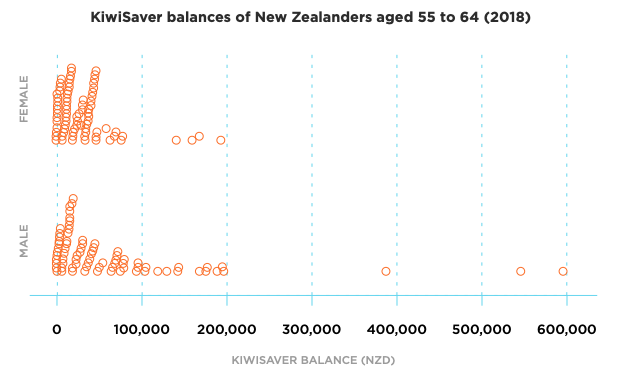 KiwiSaver balances of New Zealanders aged 55 to 64 (2018)
FEMALE
MALE
0 100,000 200,000 300,000 400,000 500,000 600,000
KIWISAVER BALANCE (NZD)